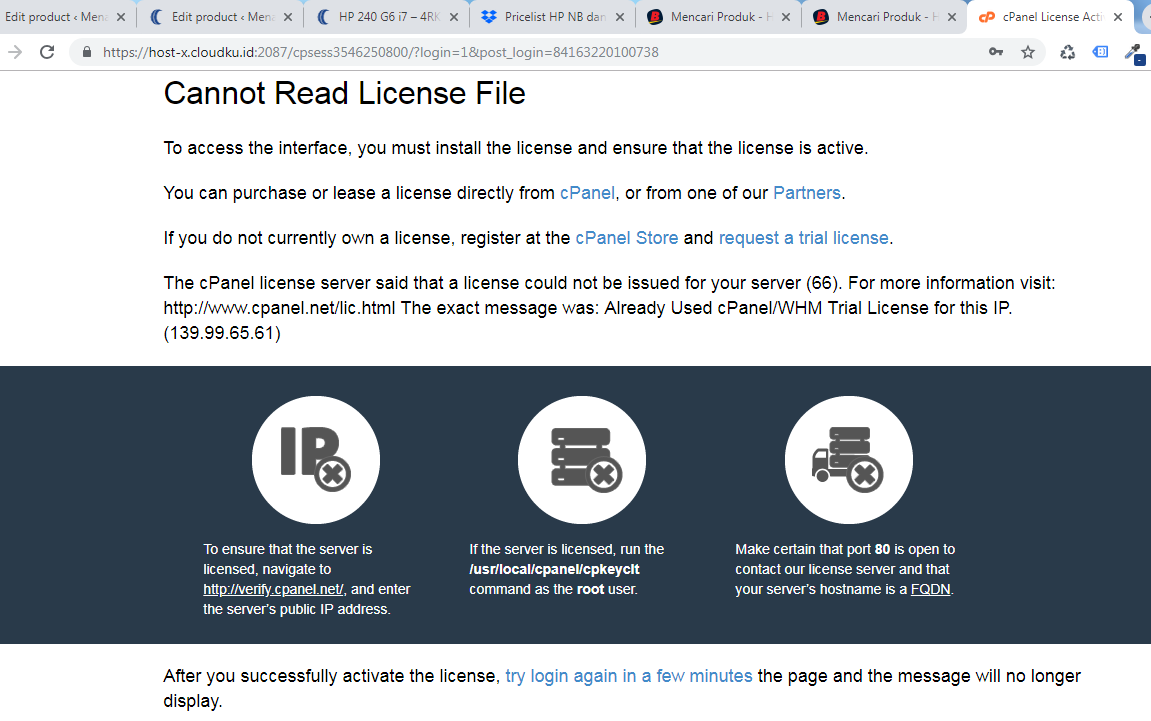 Edit product ‹ Mena
Edit product ‹ Mena
HP 240 G6 i7 – 4RK
Pricelist HP NB dan
Mencari Produk - H
Mencari Produk - H
cPanel License Acti
https://host-x.cloudku.id:2087/cpsess3546250800/?login=1&post_login=84163220100738
Cannot Read License File
To access the interface, you must install the license and ensure that the license is active.
You can purchase or lease a license directly from cPanel, or from one of our Partners.
If you do not currently own a license, register at the cPanel Store and request a trial license.
The cPanel license server said that a license could not be issued for your server (66). For more information visit:
http://www.cpanel.net/lic.html The exact message was: Already Used cPanel/WHM Trial License for this IP.
(139.99.65.61)
IP
To ensure that the server is
licensed, navigate to
http://verify.cpanel.net/, and enter
the server's public IP address.
If the server is licensed, run the
/usr/local/cpanel/cpkeyclt
command as the root user.
Make certain that port 80 is open to
contact our license server and that
your server's hostname is a FQDN.
After you successfully activate the license, try login again in a few minutes the page and the message will no longer
display.